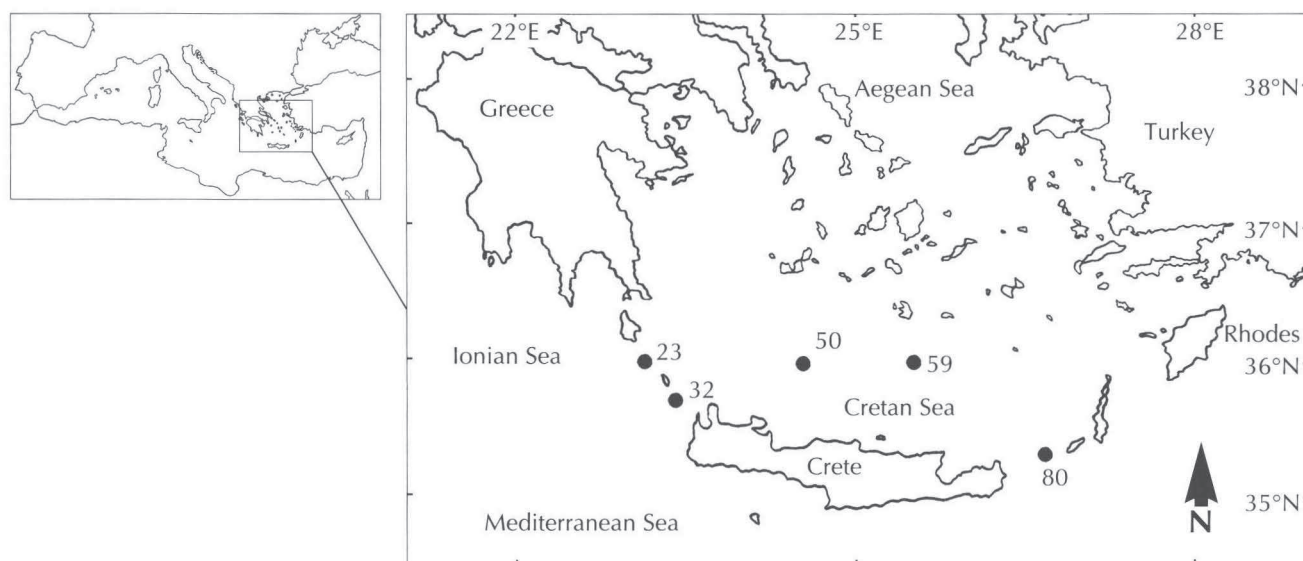 22°E
25°E
28°E
Greece
Aegean Sea
38°N
Turkey
37°N
Ionian Sea
23
50
59
Rhodes
36°N
32
Cretan Sea
Crete
80
35°N
Mediterranean Sea
N